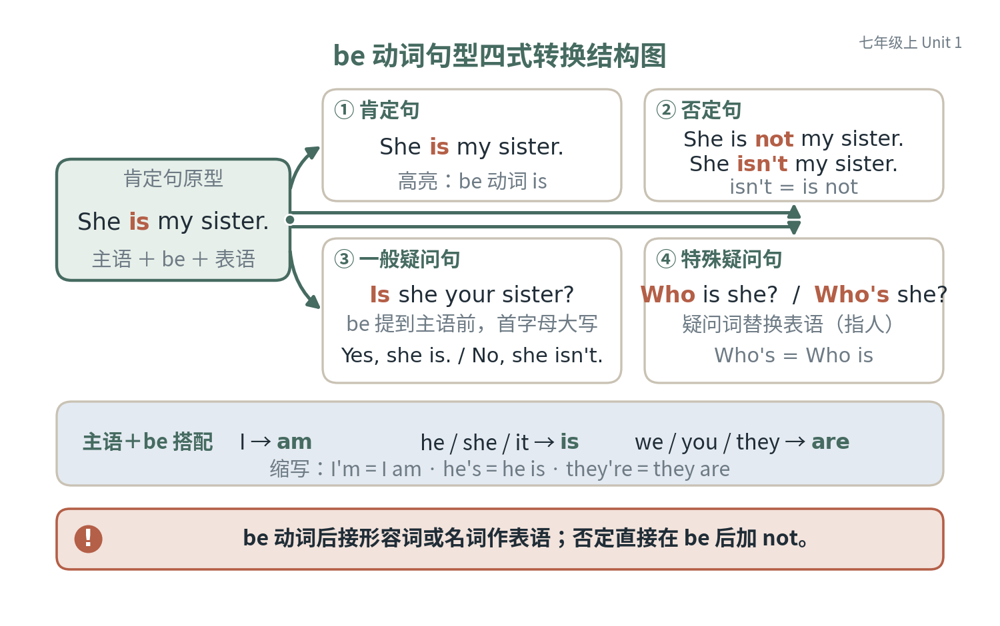 be 动词句型四式转换结构图
七年级上 Unit 1
肯定句原型
She is my sister.
主语 + be + 表语
① 肯定句
She is my sister.
高亮：be 动词 is
② 否定句
She is not my sister.
She isn't my sister.
isn't = is not
③ 一般疑问句
Is she your sister?
be 提到主语前，首字母大写
Yes, she is. / No, she isn't.
④ 特殊疑问句
Who is she? / Who's she?
疑问词替换表语（指人）
Who's = Who is
主语+be 搭配 I → am he / she / it → is we / you / they → are
缩写：I'm = I am · he's = he is · they're = they are
! be 动词后接形容词或名词作表语；否定直接在 be 后加 not。